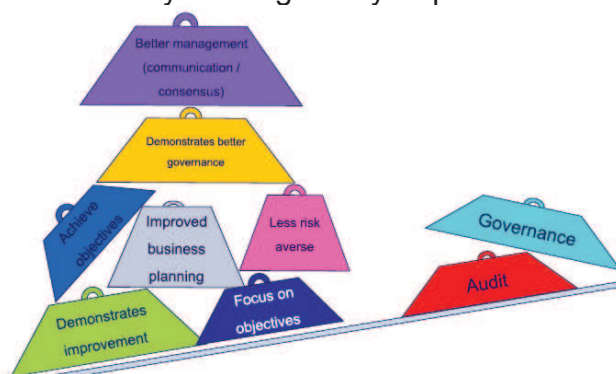 Better management
(communication /
consensus)
Demonstrates better
governance
Achieve
objectives
Improved
business
planning
Less risk
averse
Governance
Audit
Demonstrates
improvement
Focus on
objectives